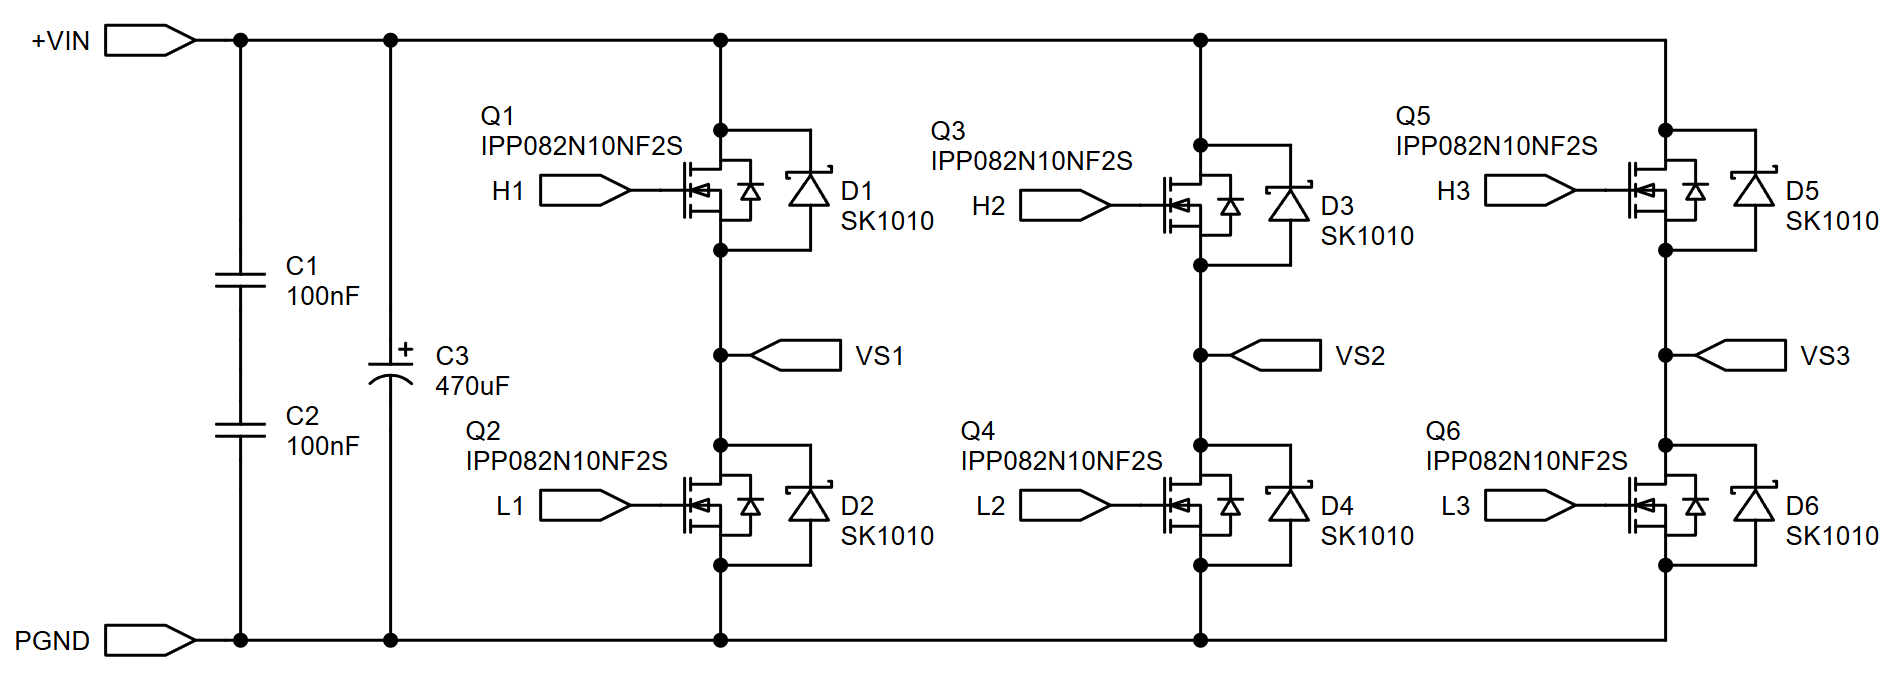 +VIN
Q1
IPP082N10NF2S
H1
D1
SK1010
Q3
IPP082N10NF2S
H2
D3
SK1010
Q5
IPP082N10NF2S
H3
D5
SK1010
C1
100nF
+
C3
470uF
VS1
VS2
VS3
C2
100nF
Q2
IPP082N10NF2S
L1
D2
SK1010
Q4
IPP082N10NF2S
L2
D4
SK1010
Q6
IPP082N10NF2S
L3
D6
SK1010
PGND